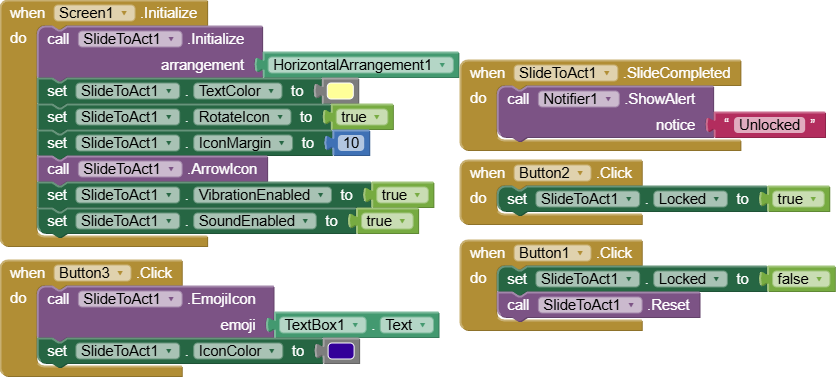 when Screen1 .Initialize
do call SlideToAct1 .Initialize
arrangement HorizontalArrangement1
set SlideToAct1 . TextColor to
set SlideToAct1 . RotateIcon to true
set SlideToAct1 . IconMargin to 10
call SlideToAct1 .ArrowIcon
set SlideToAct1 . VibrationEnabled to true
set SlideToAct1 . SoundEnabled to true
when Button3 .Click
do call SlideToAct1 .EmojiIcon
emoji TextBox1 . Text
set SlideToAct1 . IconColor to
when SlideToAct1 .SlideCompleted
do call Notifier1 .ShowAlert
notice “ Unlocked ”
when Button2 .Click
do set SlideToAct1 . Locked to true
when Button1 .Click
do set SlideToAct1 . Locked to false
call SlideToAct1 .Reset